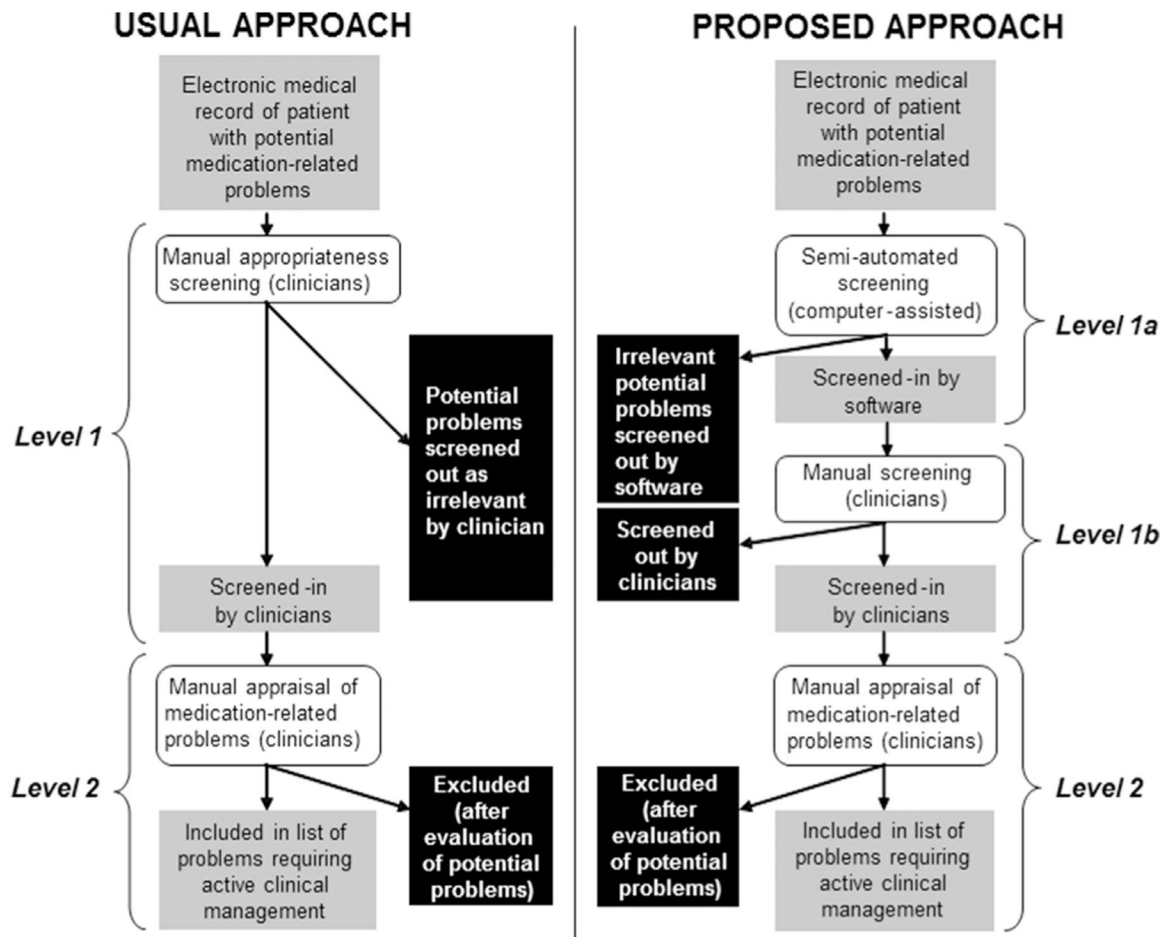 USUAL APPROACH
Electronic medical
record of patient
with potential
medication-related
problems
Manual appropriateness
screening (clinicians)
Potential
problems
screened
out as
irrelevant
by clinician
Level 1
Screened-in
by clinicians
Manual appraisal of
medication-related
problems (clinicians)
Level 2
Excluded
(after
evaluation
of potential
problems)
Included in list of
problems requiring
active clinical
management
PROPOSED APPROACH
Electronic medical
record of patient
with potential
medication-related
problems
Semi-automated
screening
(computer-assisted)
Level 1a
Irrelevant
potential
problems
screened
out by
software
Screened-in by
software
Manual screening
(clinicians)
Level 1b
Screened
out by
clinicians
Screened-in
by clinicians
Manual appraisal of
medication-related
problems (clinicians)
Level 2
Excluded
(after
evaluation
of potential
problems)
Included in list of
problems requiring
active clinical
management